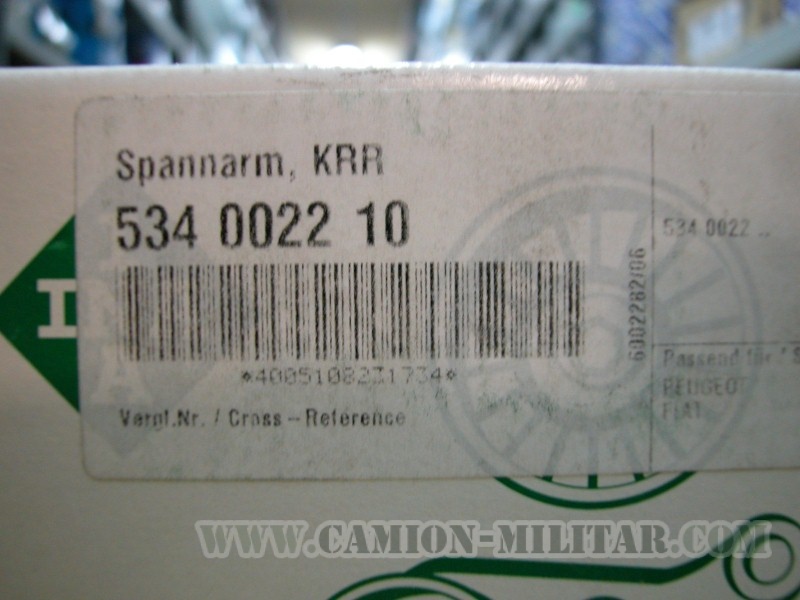 Spannarm, KRR
534 0022 10
*4005108231734*
Vergl.Nr. / Cross-Reference
6002282/06
534 0022 ..
Passend für / S
PEUGEOT
FIAT
I
A
www.CAMION-MILITAR.COM